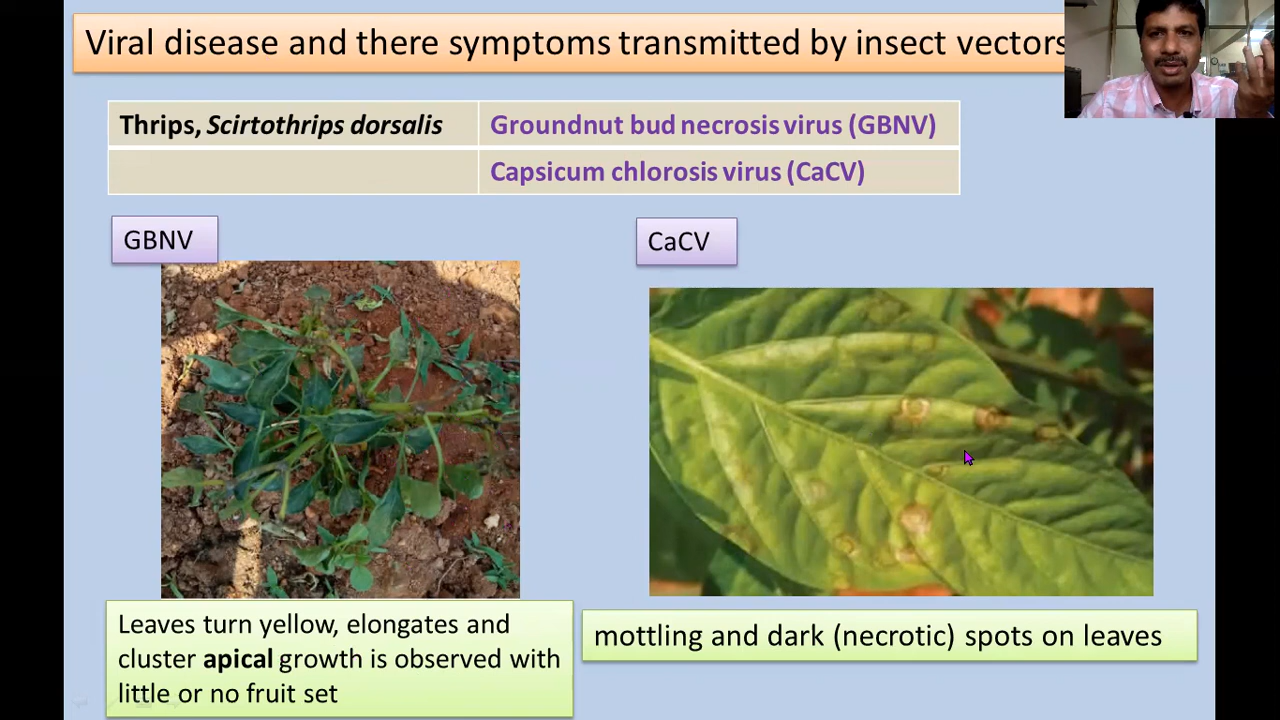 Viral disease and there symptoms transmitted by insect vectors
Thrips, Scirtothrips dorsalis
Groundnut bud necrosis virus (GBNV)
Capsicum chlorosis virus (CaCV)
GBNV
CaCV
Leaves turn yellow, elongates and
cluster apical growth is observed with
little or no fruit set
mottling and dark (necrotic) spots on leaves